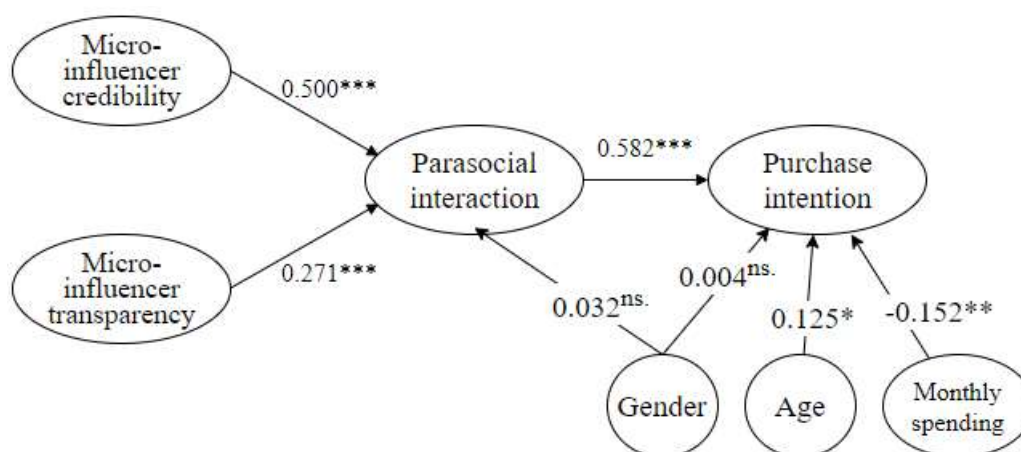 Micro-
influencer
credibility
0.500***
Parasocial
interaction
0.582***
Purchase
intention
Micro-
influencer
transparency
0.271***
0.032ns.
0.004ns.
0.125*
-0.152**
Gender
Age
Monthly
spending